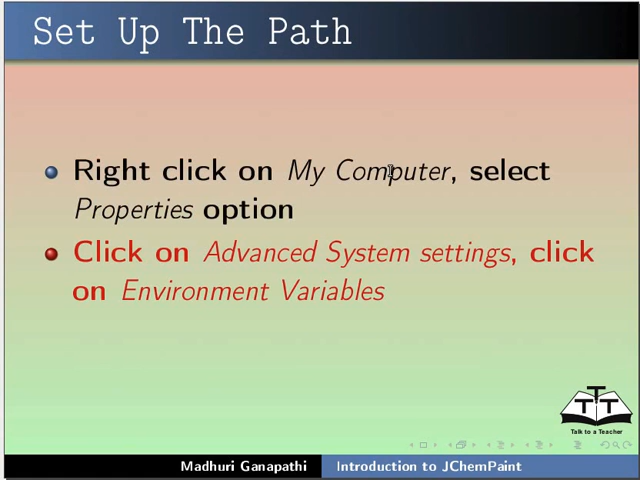 Set Up The Path
Right click on My Computer, select
Properties option
Click on Advanced System settings, click
on Environment Variables
TTT
Talk to a Teacher
Madhuri Ganapathi Introduction to JChemPaint